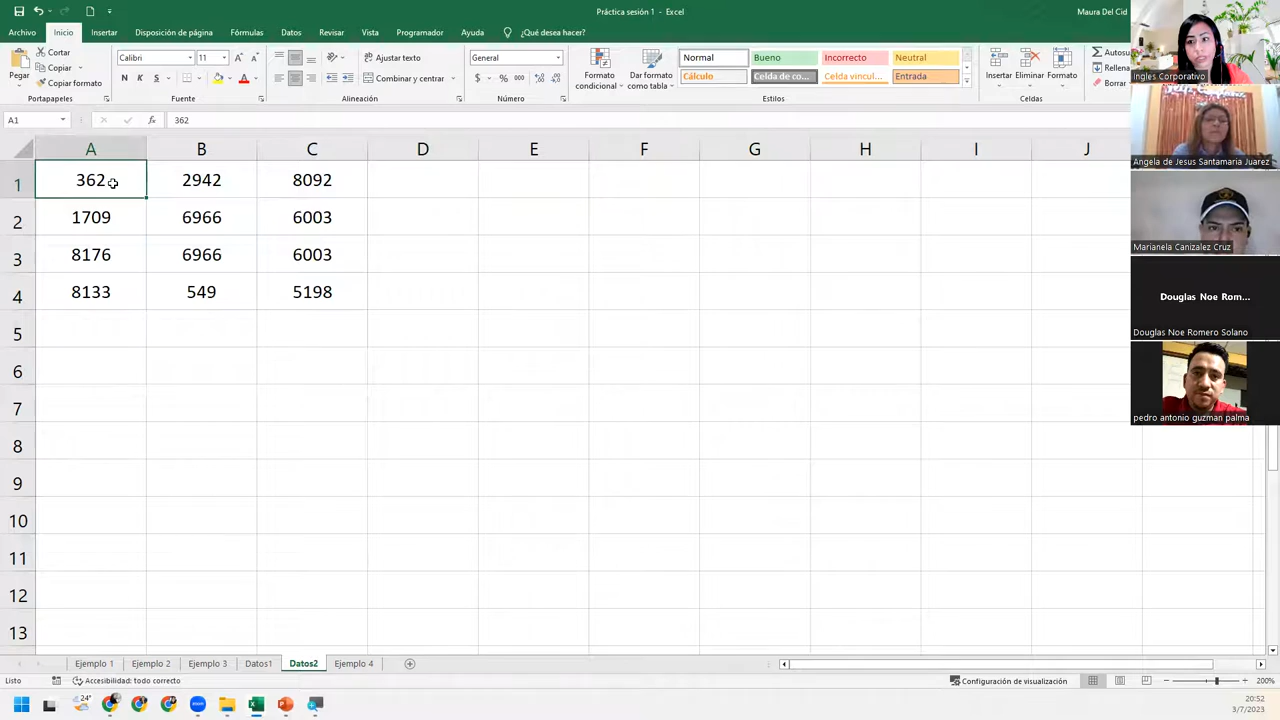 Práctica sesión 1 - Excel
Maura Del Cid
Archivo Inicio Insertar Disposición de página Fórmulas Datos Revisar Vista Programador Ayuda ¿Qué desea hacer?
Cortar
Copiar
Copiar formato
Pegar
Portapapeles
Calibri 11
N K S
Fuente
Ajustar texto
Combinar y centrar
Alineación
General
$ % 000
Número
Formato condicional
Dar formato como tabla
Normal Bueno Incorrecto Neutral
Cálculo Celda de co... Celda vincul... Entrada
Estilos
Insertar Eliminar Formato
Celdas
Autosu
Rellena
Borrar
A1 fx 362
A B C D E F G H I J
1 362 2942 8092
2 1709 6966 6003
3 8176 6966 6003
4 8133 549 5198
5
6
7
8
9
10
11
12
13
Ejemplo 1 Ejemplo 2 Ejemplo 3 Datos1 Datos2 Ejemplo 4
Listo Accesibilidad: todo correcto Configuración de visualización 200%
24°
zoom
20:52
3/7/2023
Ingles Corporativo
Angela de Jesus Santamaria Juarez
Marianela Canizalez Cruz
Douglas Noe Rom...
Douglas Noe Romero Solano
pedro antonio guzman palma